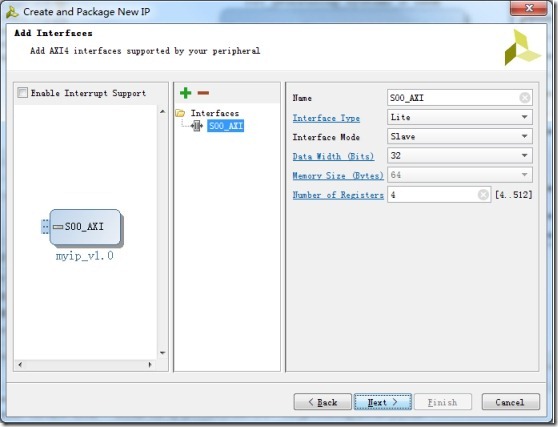 Create and Package New IP
Add Interfaces
Add AXI4 interfaces supported by your peripheral
Enable Interrupt Support
S00_AXI
myip_v1.0
Interfaces
S00_AXI
Name S00_AXI
Interface Type Lite
Interface Mode Slave
Data Width (Bits) 32
Memory Size (Bytes) 64
Number of Registers 4 [4..512]
< Back Next > Finish Cancel